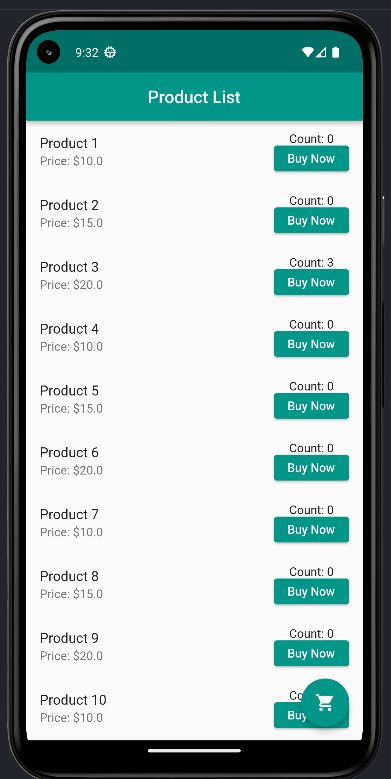 9:32
Product List
Product 1
Count: 0
Price: $10.0
Buy Now
Product 2
Count: 0
Price: $15.0
Buy Now
Product 3
Count: 3
Price: $20.0
Buy Now
Product 4
Count: 0
Price: $10.0
Buy Now
Product 5
Count: 0
Price: $15.0
Buy Now
Product 6
Count: 0
Price: $20.0
Buy Now
Product 7
Count: 0
Price: $10.0
Buy Now
Product 8
Count: 0
Price: $15.0
Buy Now
Product 9
Count: 0
Price: $20.0
Buy Now
Product 10
Price: $10.0